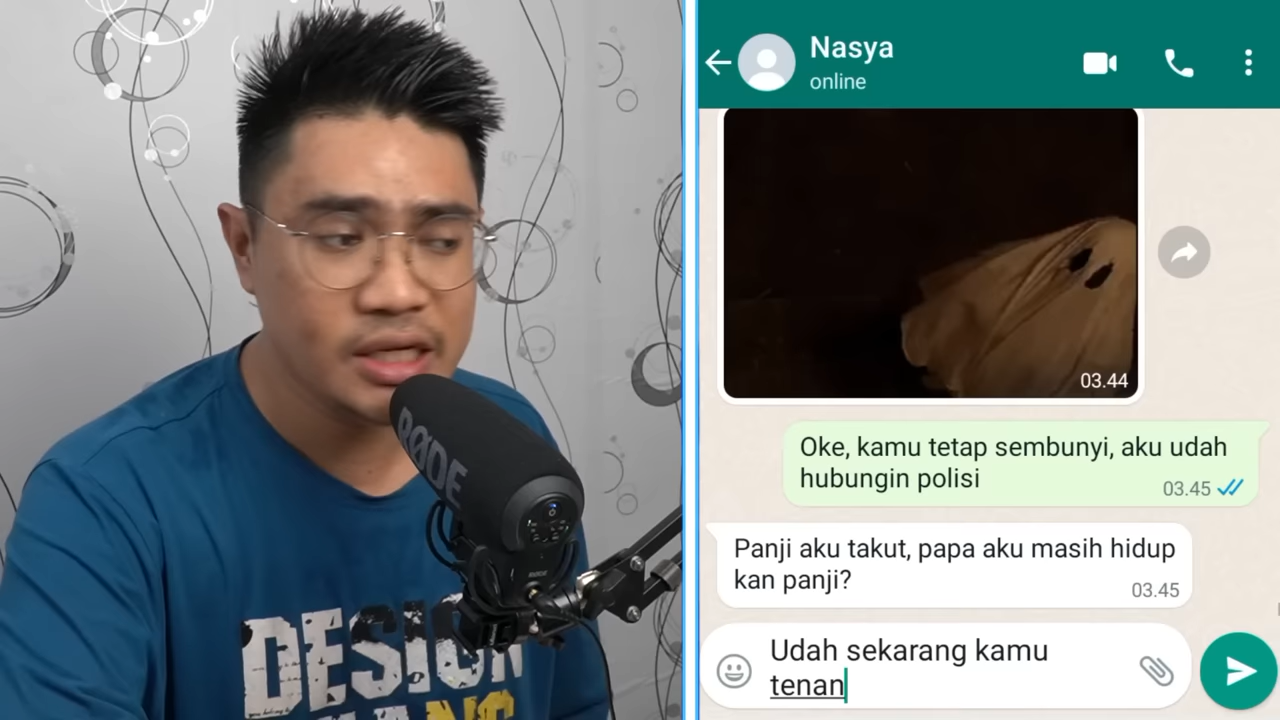 RØDE
DESIGN
Nasya
online
03.44
Oke, kamu tetap sembunyi, aku udah
hubungin polisi
03.45
Panji aku takut, papa aku masih hidup
kan panji?
03.45
Udah sekarang kamu
tenan